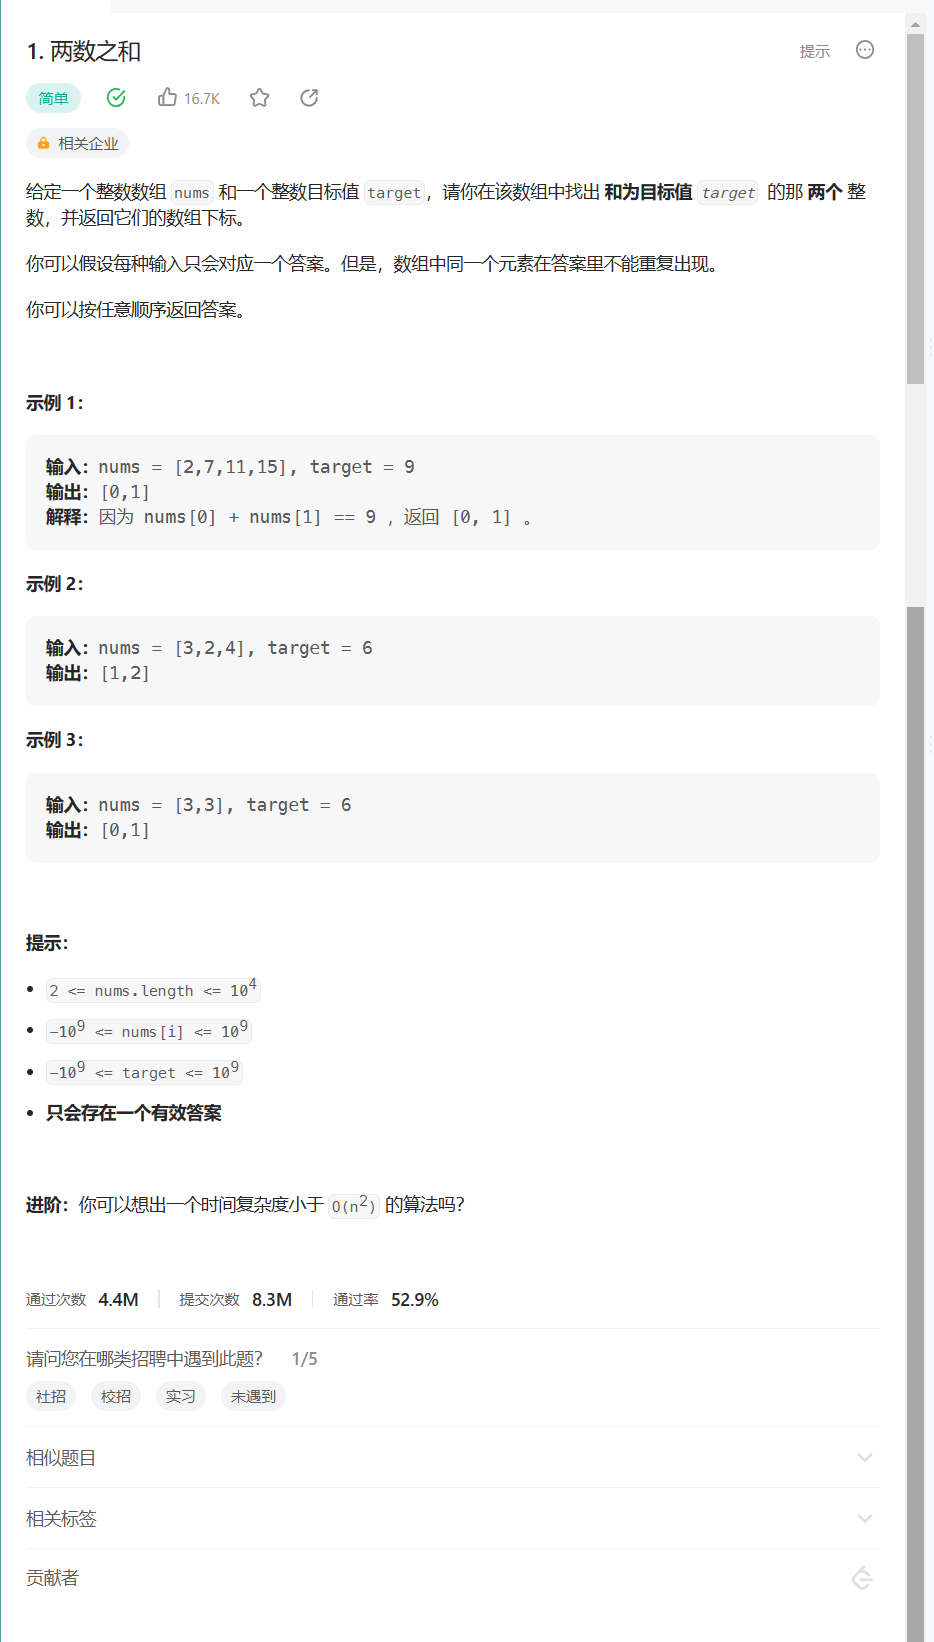 1. 两数之和
提示
简单
16.7K
相关企业
给定一个整数数组 nums 和一个整数目标值 target，请你在该数组中找出 和为目标值 target 的那 两个 整
数，并返回它们的数组下标。
你可以假设每种输入只会对应一个答案。但是，数组中同一个元素在答案里不能重复出现。
你可以按任意顺序返回答案。
示例 1：
输入：nums = [2,7,11,15], target = 9
输出：[0,1]
解释：因为 nums[0] + nums[1] == 9 ，返回 [0, 1] 。
示例 2：
输入：nums = [3,2,4], target = 6
输出：[1,2]
示例 3：
输入：nums = [3,3], target = 6
输出：[0,1]
提示：
• 2 <= nums.length <= 10⁴
• -10⁹ <= nums[i] <= 10⁹
• -10⁹ <= target <= 10⁹
• 只会存在一个有效答案
进阶：你可以想出一个时间复杂度小于 O(n²) 的算法吗？
通过次数 4.4M 提交次数 8.3M 通过率 52.9%
请问您在哪类招聘中遇到此题？ 1/5
社招 校招 实习 未遇到
相似题目
相关标签
贡献者